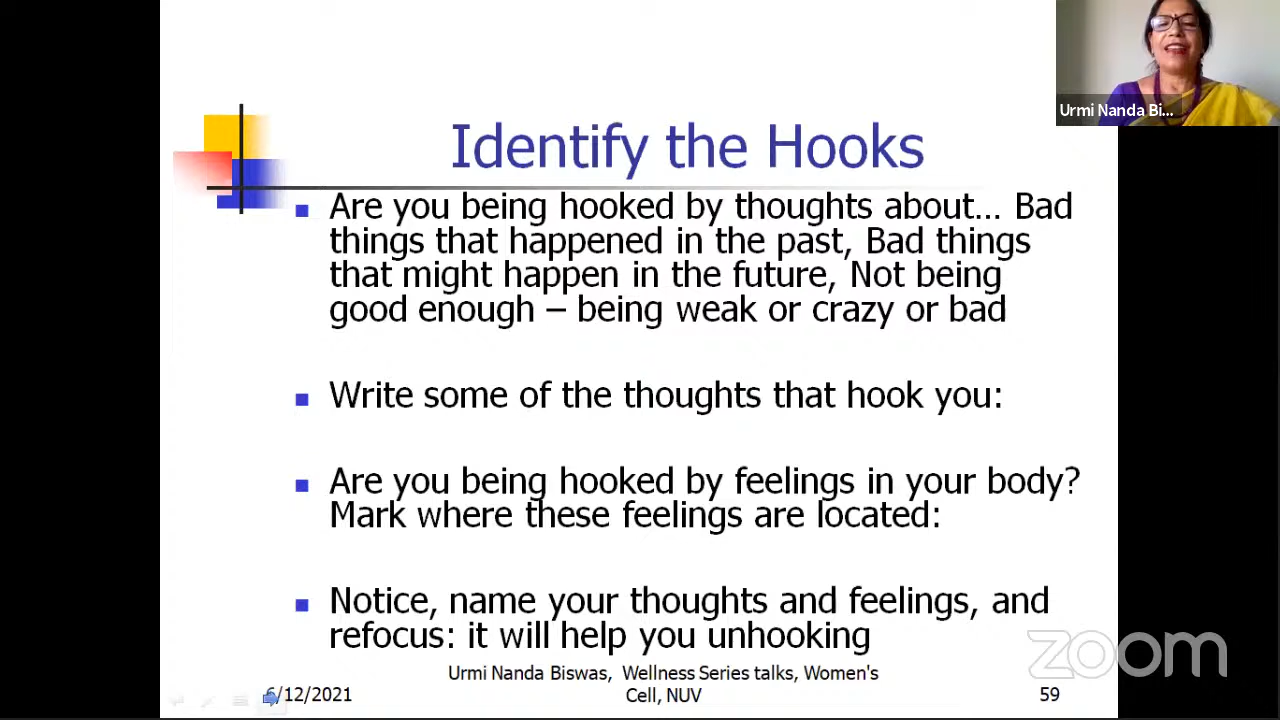 Urmi Nanda Bi...
Identify the Hooks
Are you being hooked by thoughts about... Bad
things that happened in the past, Bad things
that might happen in the future, Not being
good enough – being weak or crazy or bad
Write some of the thoughts that hook you:
Are you being hooked by feelings in your body?
Mark where these feelings are located:
Notice, name your thoughts and feelings, and
refocus: it will help you unhooking
6/12/2021
Urmi Nanda Biswas, Wellness Series talks, Women's
Cell, NUV
59
zoom